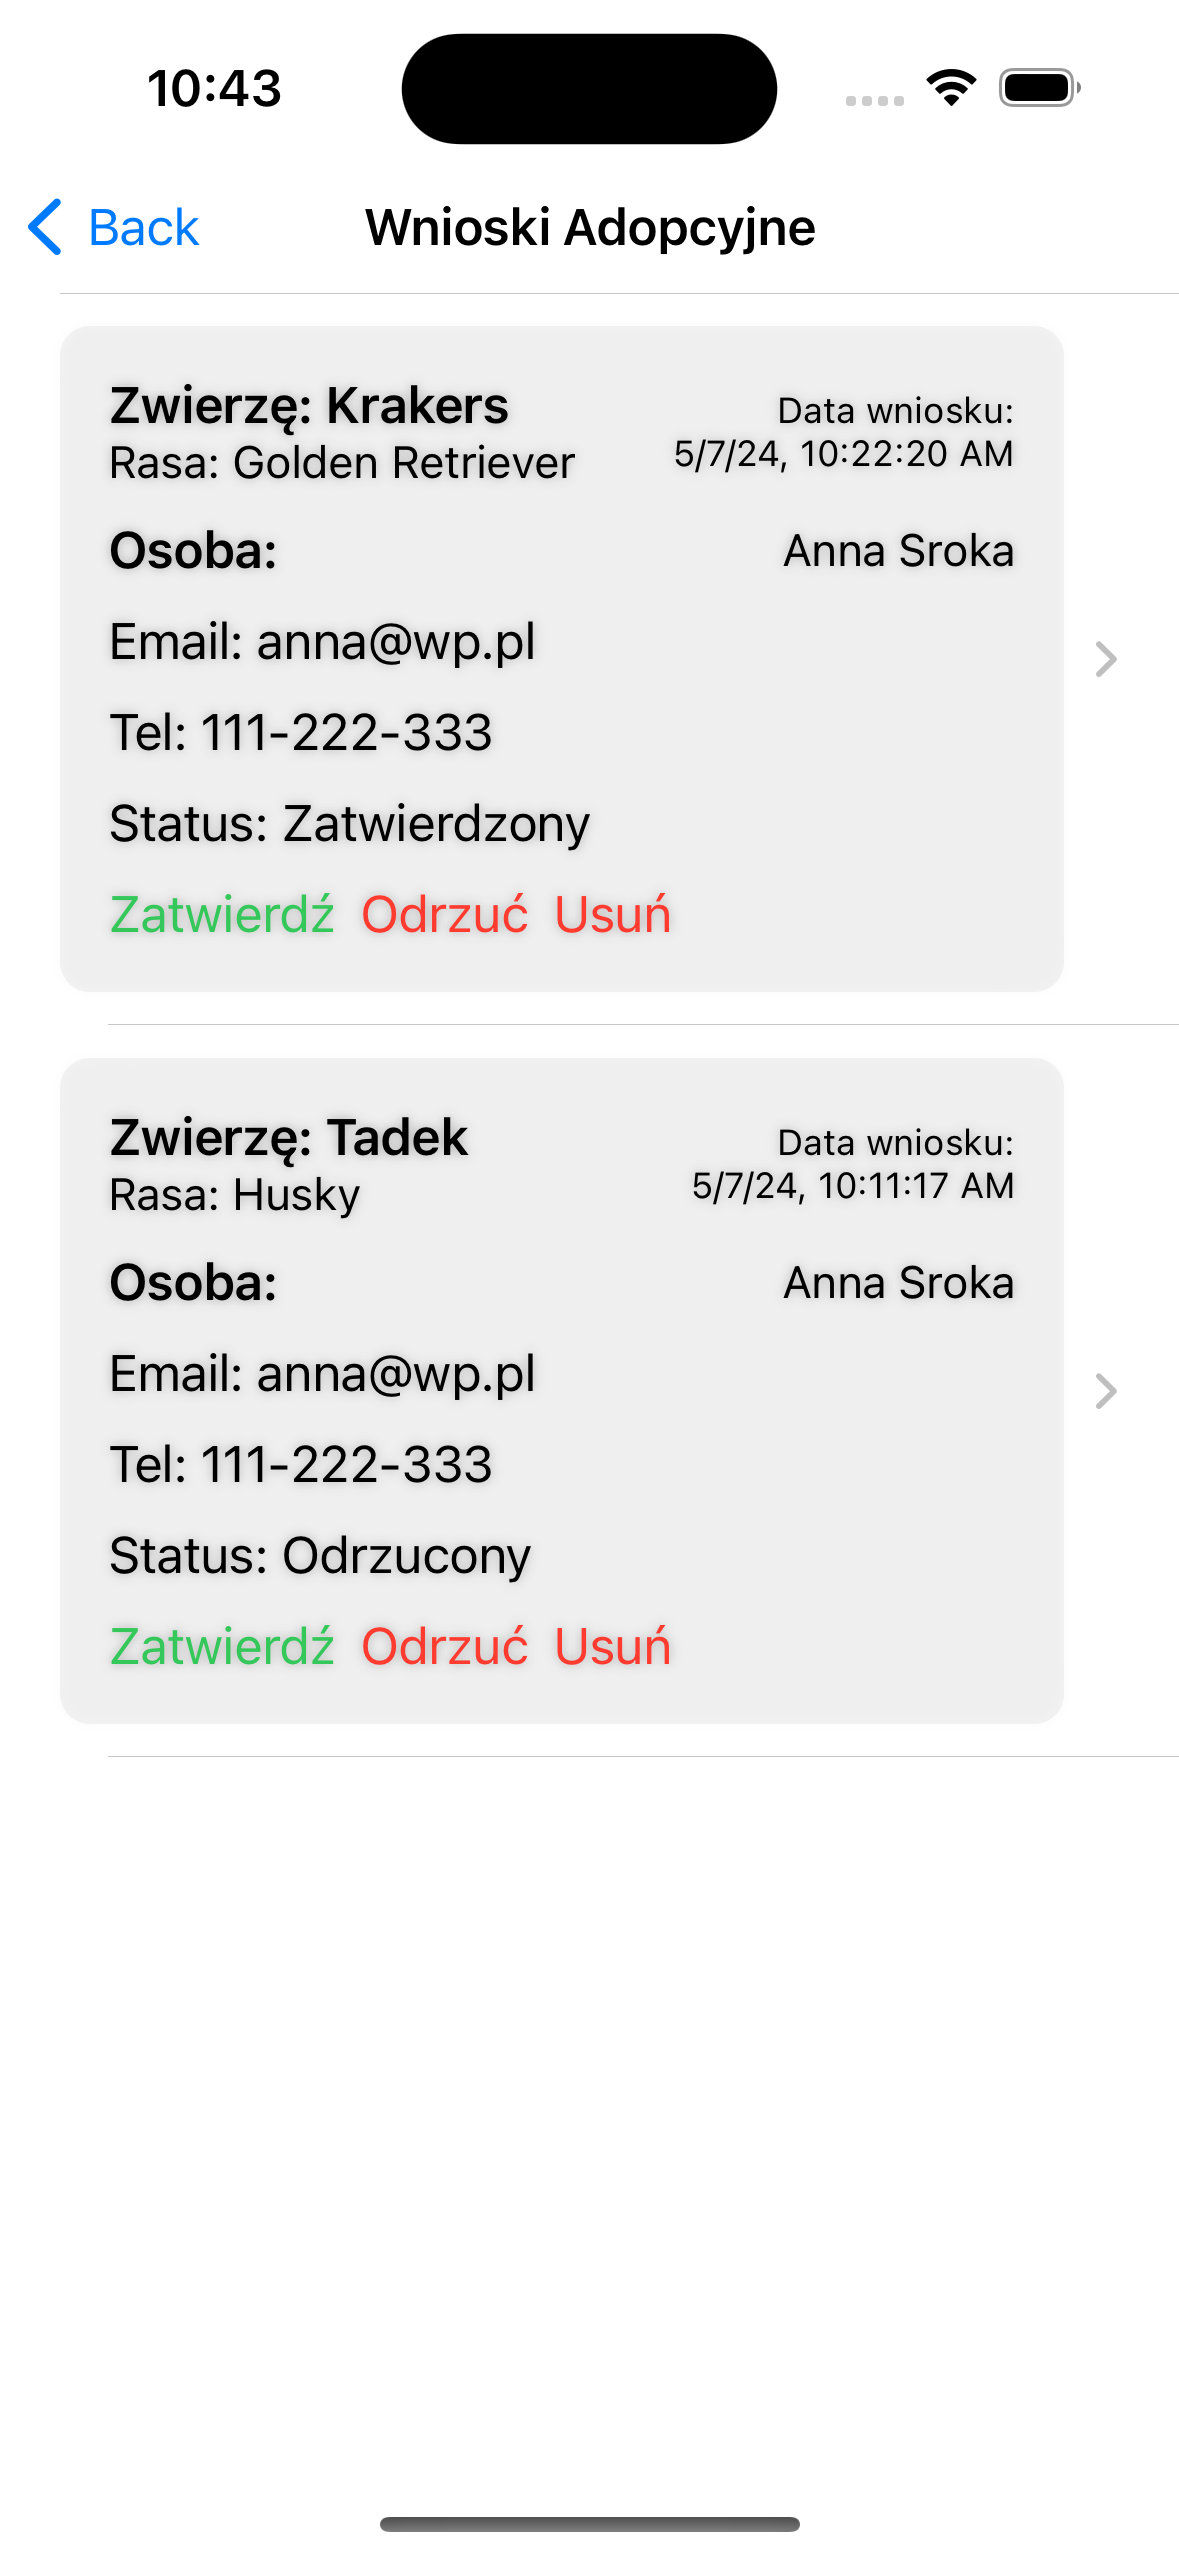 10:43
Back
Wnioski Adopcyjne
Zwierzę: Krakers
Data wniosku:
Rasa: Golden Retriever
5/7/24, 10:22:20 AM
Osoba:
Anna Sroka
Email: anna@wp.pl
Tel: 111-222-333
Status: Zatwierdzony
Zatwierdź Odrzuć Usuń
Zwierzę: Tadek
Data wniosku:
Rasa: Husky
5/7/24, 10:11:17 AM
Osoba:
Anna Sroka
Email: anna@wp.pl
Tel: 111-222-333
Status: Odrzucony
Zatwierdź Odrzuć Usuń